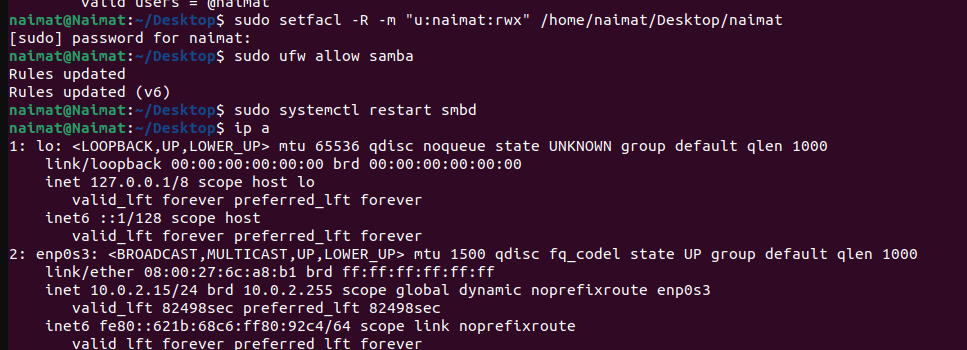 valid users = @naimat
naimat@Naimat:~/Desktop$ sudo setfacl -R -m "u:naimat:rwx" /home/naimat/Desktop/naimat
[sudo] password for naimat:
naimat@Naimat:~/Desktop$ sudo ufw allow samba
Rules updated
Rules updated (v6)
naimat@Naimat:~/Desktop$ sudo systemctl restart smbd
naimat@Naimat:~/Desktop$ ip a
1: lo: <LOOPBACK,UP,LOWER_UP> mtu 65536 qdisc noqueue state UNKNOWN group default qlen 1000
link/loopback 00:00:00:00:00:00 brd 00:00:00:00:00:00
inet 127.0.0.1/8 scope host lo
valid_lft forever preferred_lft forever
inet6 ::1/128 scope host
valid_lft forever preferred_lft forever
2: enp0s3: <BROADCAST,MULTICAST,UP,LOWER_UP> mtu 1500 qdisc fq_codel state UP group default qlen 1000
link/ether 08:00:27:6c:a8:b1 brd ff:ff:ff:ff:ff:ff
inet 10.0.2.15/24 brd 10.0.2.255 scope global dynamic noprefixroute enp0s3
valid_lft 82498sec preferred_lft 82498sec
inet6 fe80::621b:68c6:ff80:92c4/64 scope link noprefixroute
valid_lft forever preferred_lft forever